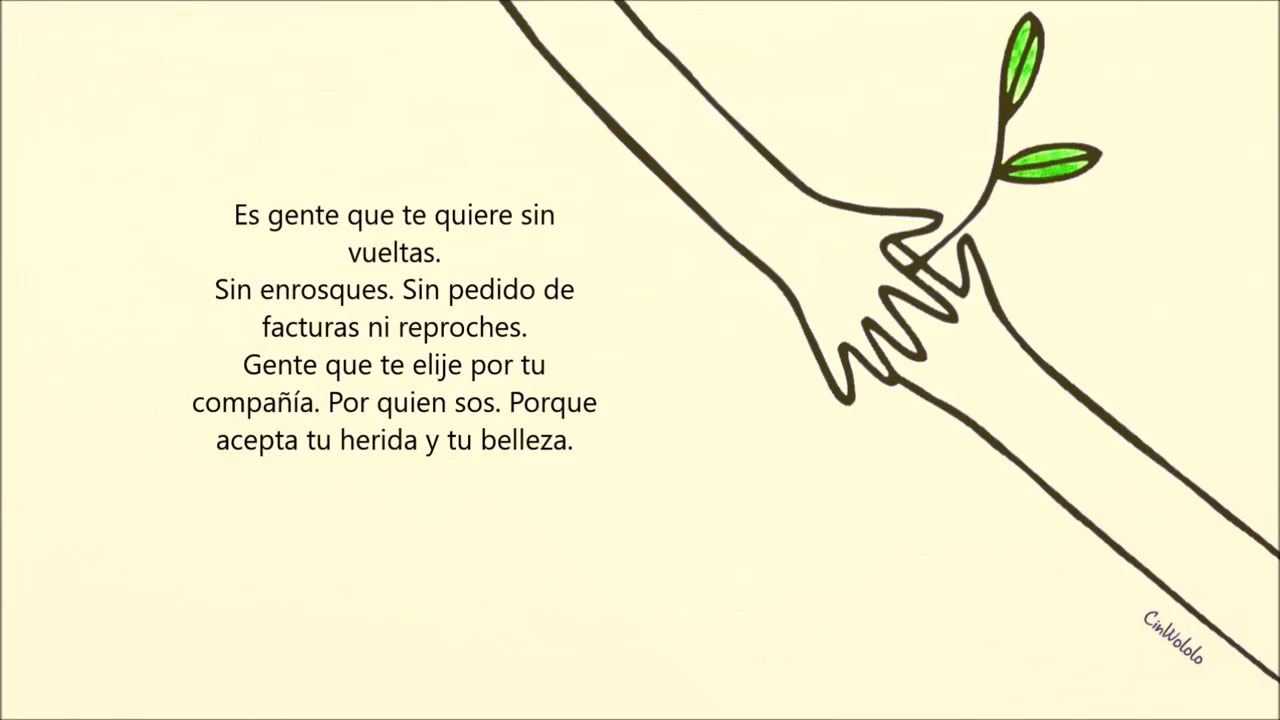 Es gente que te quiere sin
vueltas.
Sin enrosques. Sin pedido de
facturas ni reproches.
Gente que te elije por tu
compañía. Por quien sos. Porque
acepta tu herida y tu belleza.
CinWololo